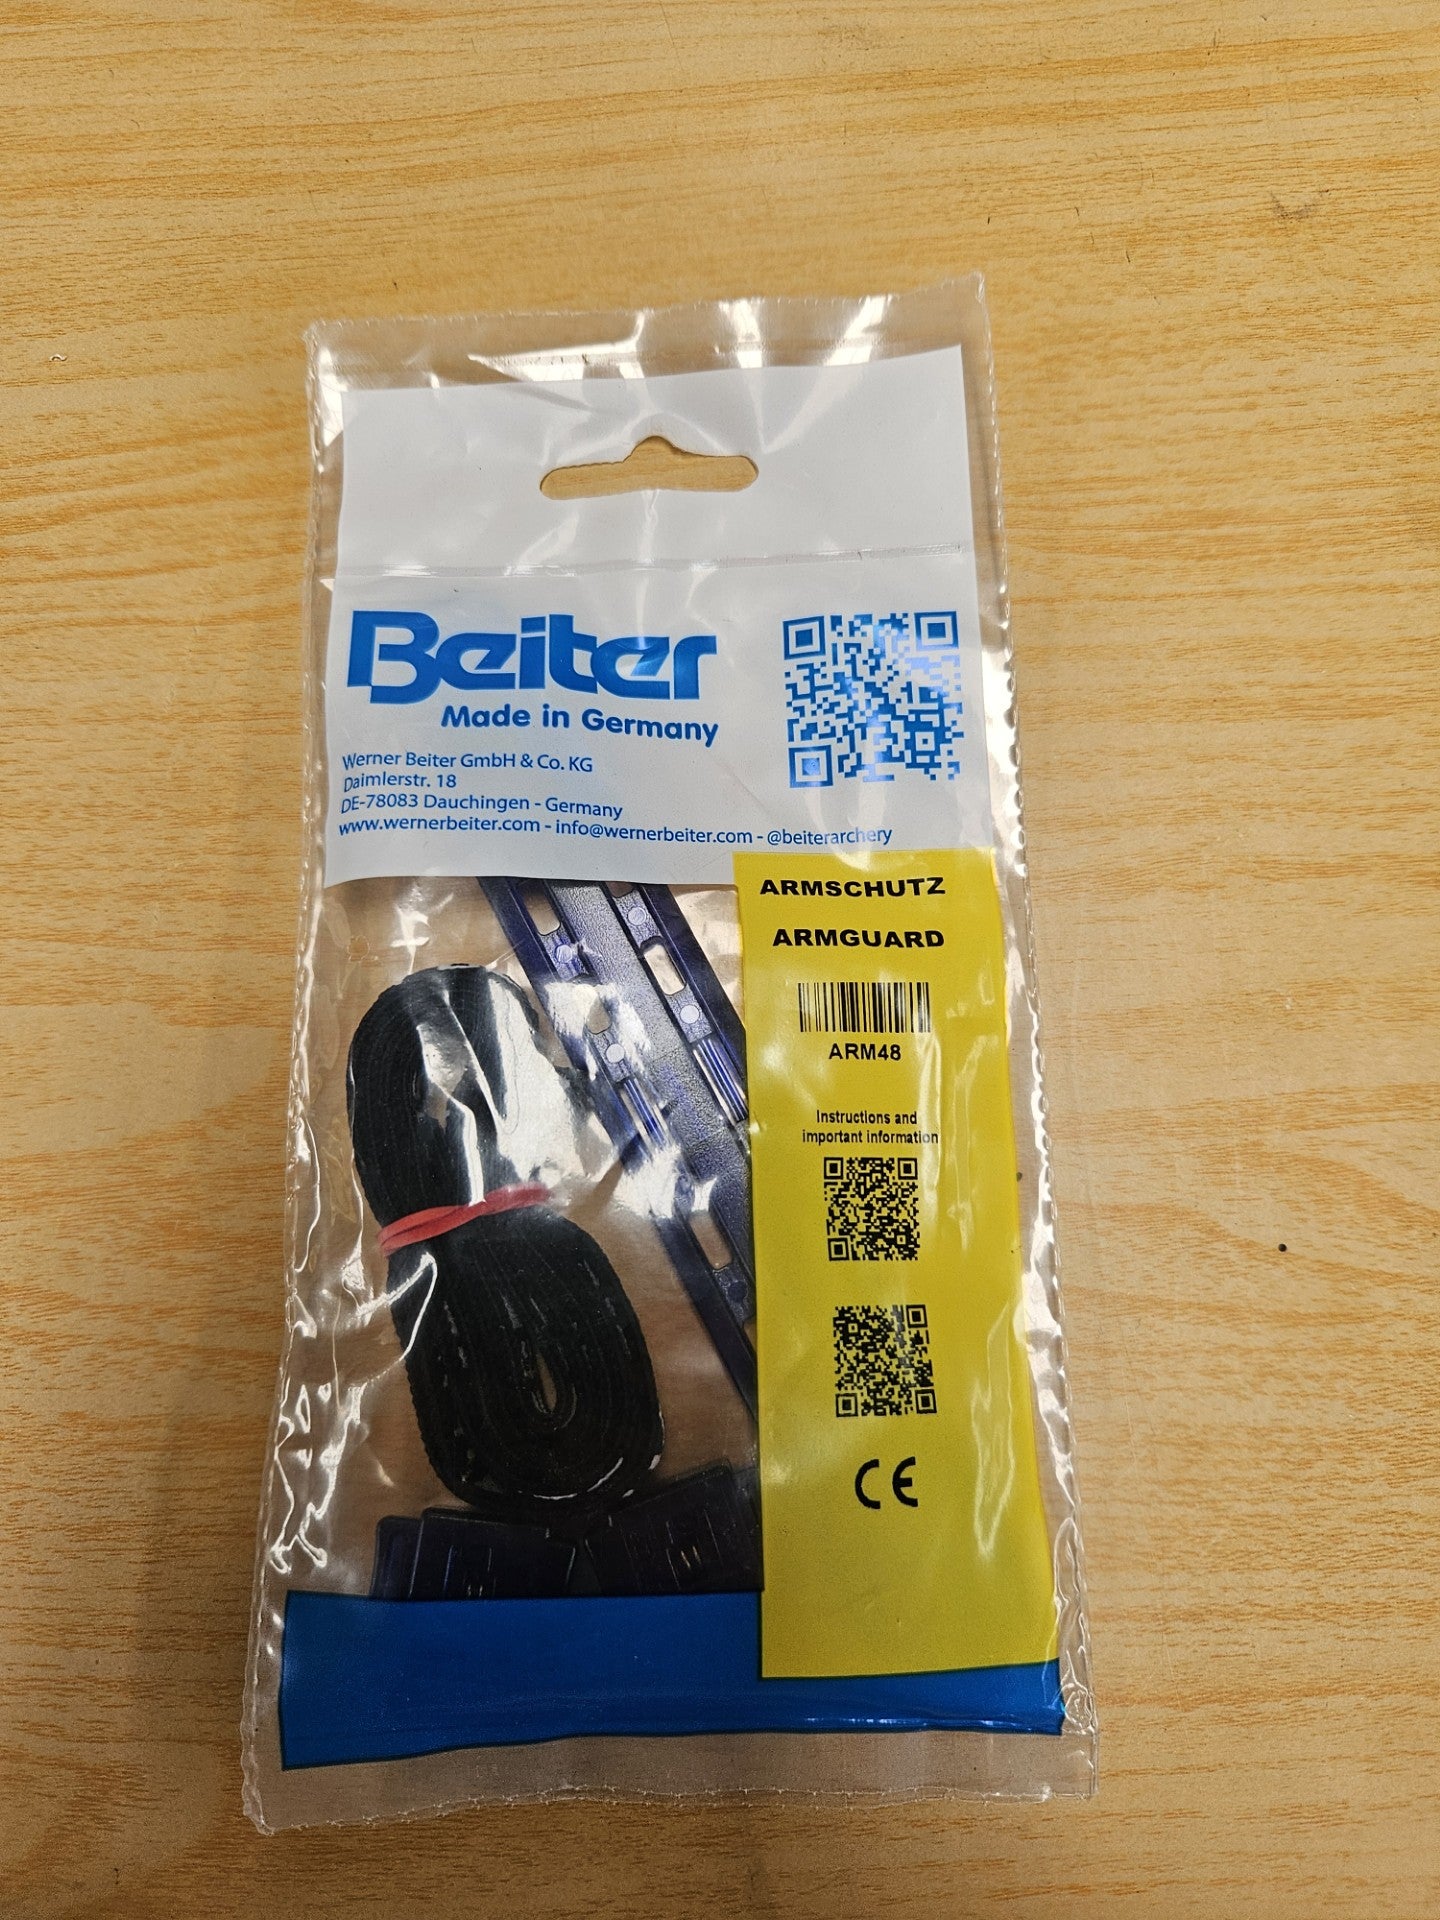 Beiter
Made in Germany
Werner Beiter GmbH & Co. KG
Daimlerstr. 18
DE-78083 Dauchingen - Germany
www.wernerbeiter.com - info@wernerbeiter.com - @beiterarchery
ARMSCHUTZ
ARMGUARD
ARM48
Instructions and
important information
CE